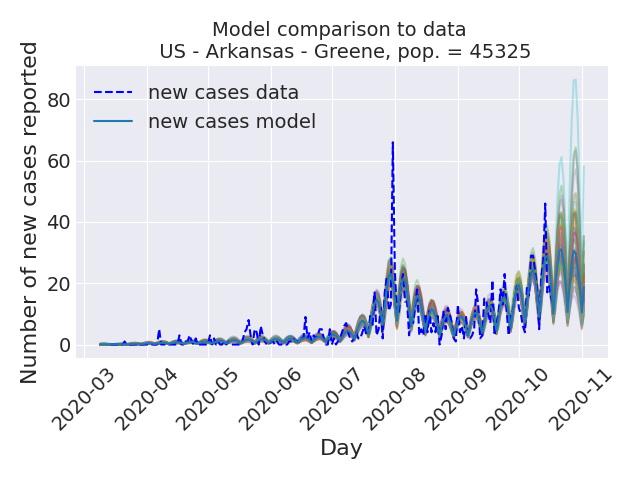 Model comparison to data
US - Arkansas - Greene, pop. = 45325
Number of new cases reported
80
60
40
20
0
new cases data
new cases model
2020-03
2020-04
2020-05
2020-06
2020-07
2020-08
2020-09
2020-10
2020-11
Day